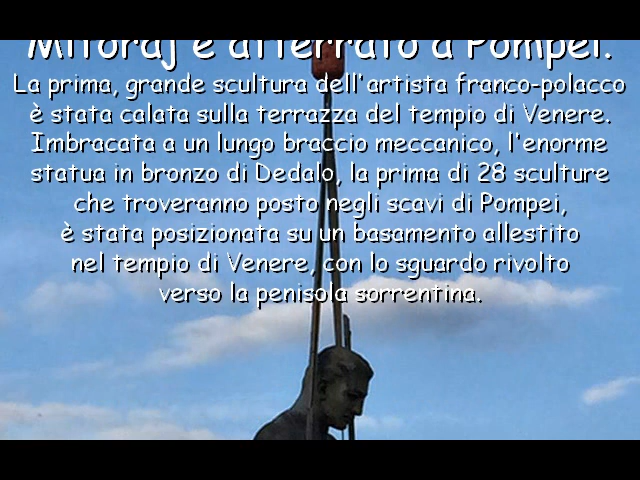 Mitoraj è atterrato a Pompei.
La prima, grande scultura dell'artista franco-polacco
è stata calata sulla terrazza del tempio di Venere.
Imbracata a un lungo braccio meccanico, l'enorme
statua in bronzo di Dedalo, la prima di 28 sculture
che troveranno posto negli scavi di Pompei,
è stata posizionata su un basamento allestito
nel tempio di Venere, con lo sguardo rivolto
verso la penisola sorrentina.